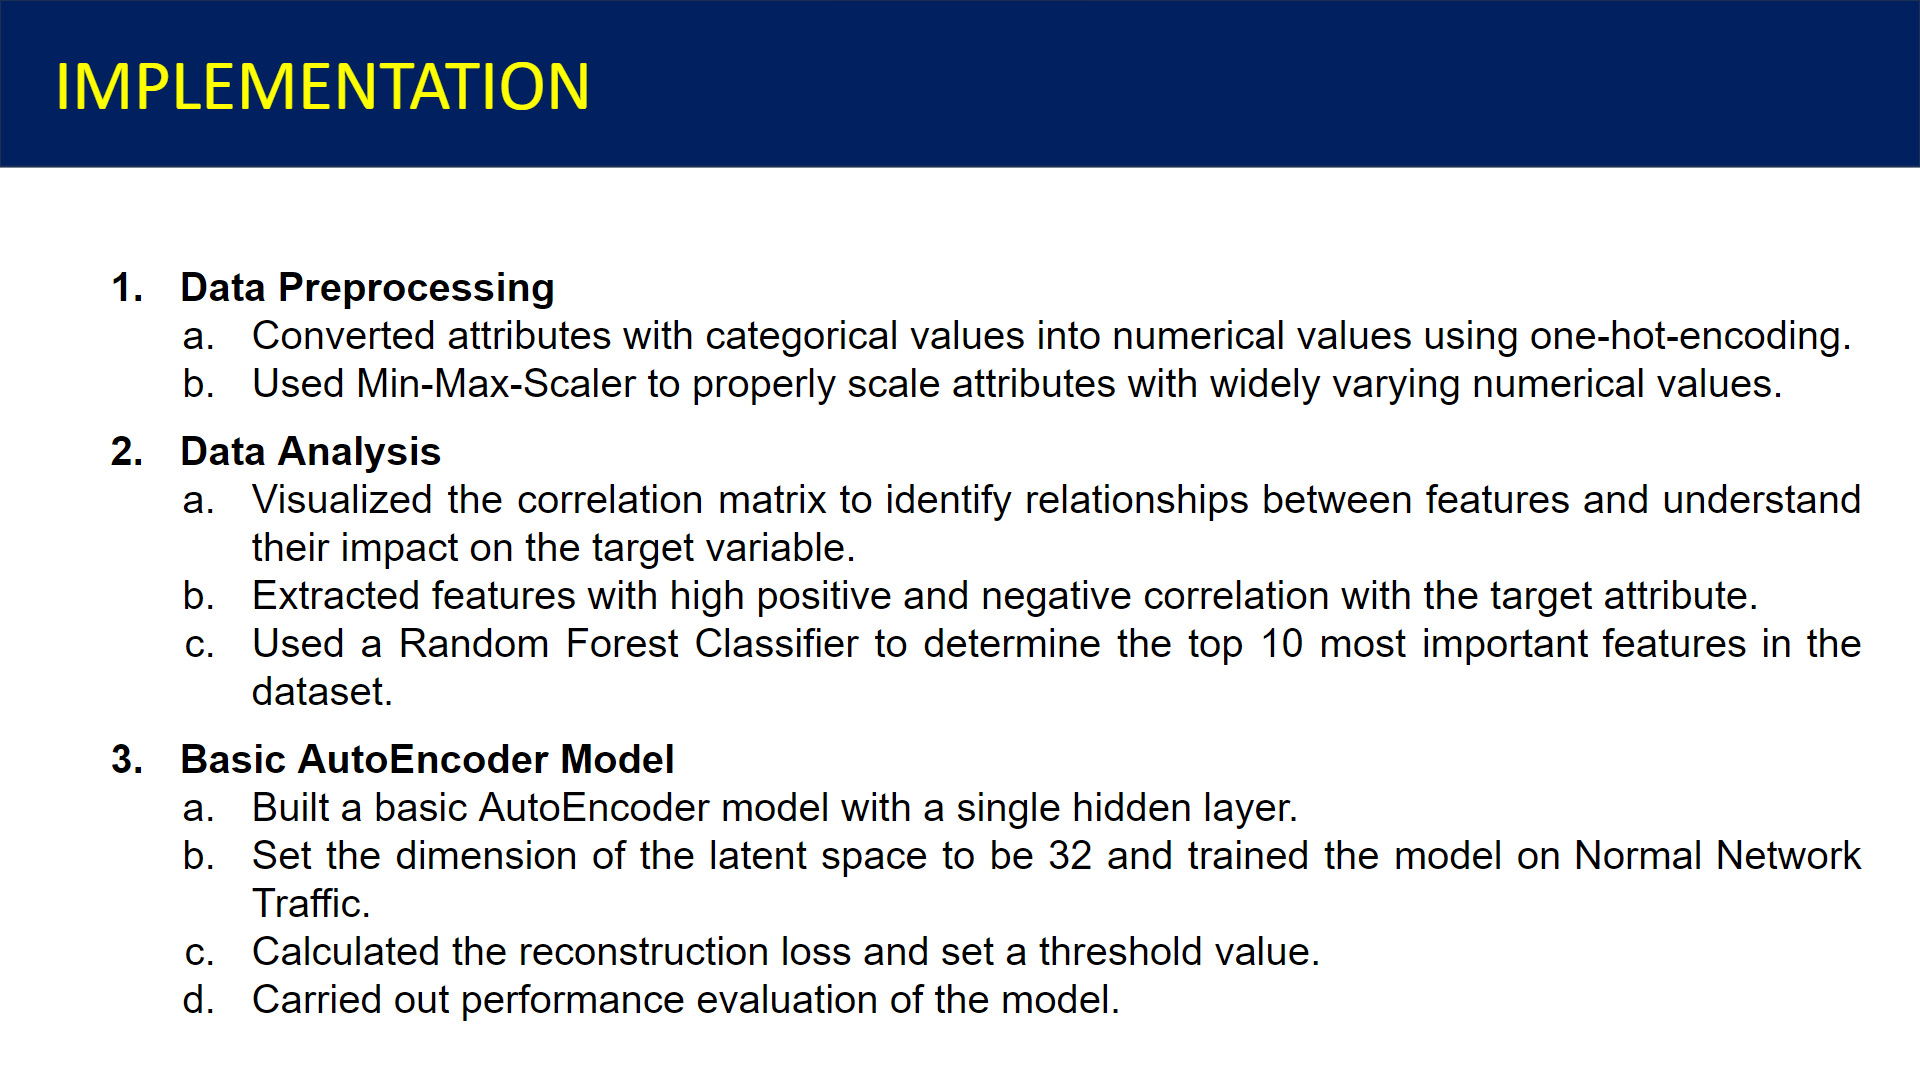 IMPLEMENTATION
1. Data Preprocessing
a. Converted attributes with categorical values into numerical values using one-hot-encoding.
b. Used Min-Max-Scaler to properly scale attributes with widely varying numerical values.
2. Data Analysis
a. Visualized the correlation matrix to identify relationships between features and understand
their impact on the target variable.
b. Extracted features with high positive and negative correlation with the target attribute.
c. Used a Random Forest Classifier to determine the top 10 most important features in the
dataset.
3. Basic AutoEncoder Model
a. Built a basic AutoEncoder model with a single hidden layer.
b. Set the dimension of the latent space to be 32 and trained the model on Normal Network
Traffic.
c. Calculated the reconstruction loss and set a threshold value.
d. Carried out performance evaluation of the model.